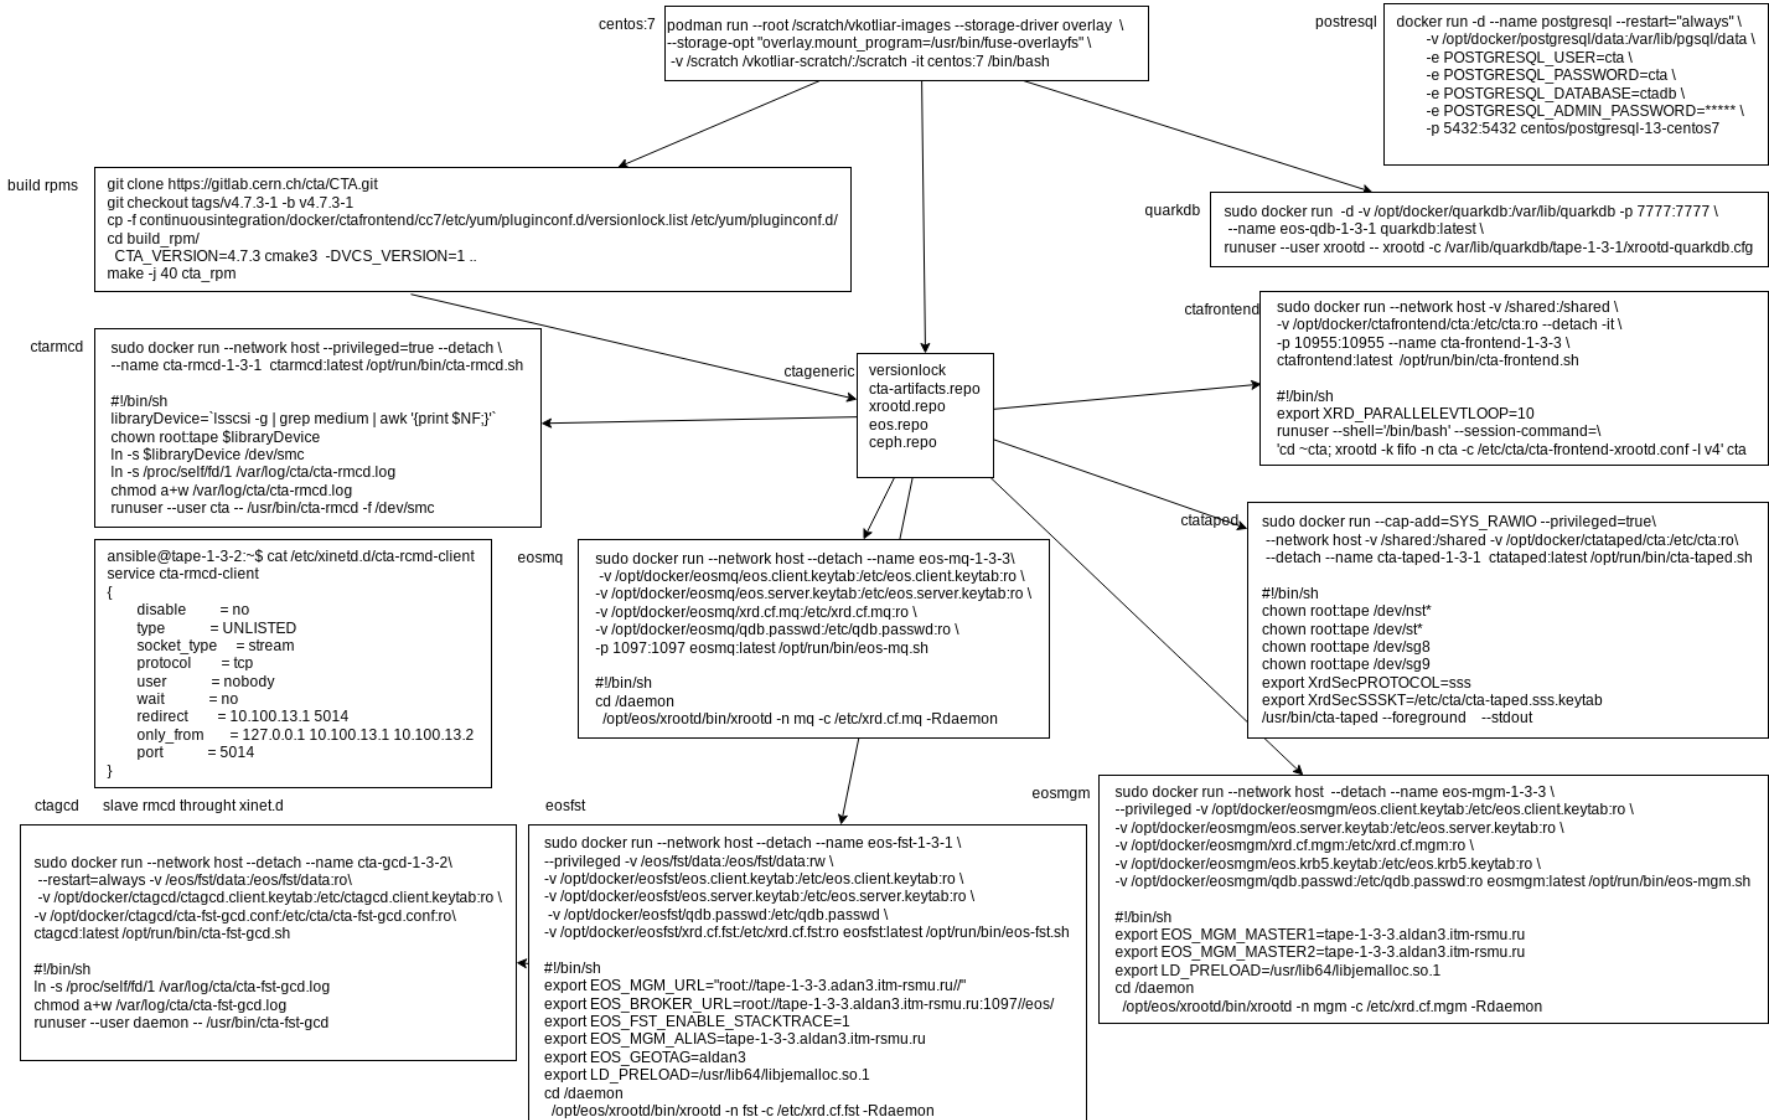 centos:7
podman run --root /scratch/vkotliar-images --storage-driver overlay \
--storage-opt "overlay.mount_program=/usr/bin/fuse-overlayfs" \
-v /scratch /vkotliar-scratch/:/scratch -it centos:7 /bin/bash
postresql
docker run -d --name postgresql --restart="always" \
-v /opt/docker/postgresql/data:/var/lib/pgsql/data \
-e POSTGRESQL_USER=cta \
-e POSTGRESQL_PASSWORD=cta \
-e POSTGRESQL_DATABASE=ctadb \
-e POSTGRESQL_ADMIN_PASSWORD=***** \
-p 5432:5432 centos/postgresql-13-centos7
build rpms
git clone https://gitlab.cern.ch/cta/CTA.git
git checkout tags/v4.7.3-1 -b v4.7.3-1
cp -f continuousintegration/docker/ctafrontend/cc7/etc/yum/pluginconf.d/versionlock.list /etc/yum/pluginconf.d/
cd build_rpm/
CTA_VERSION=4.7.3 cmake3 -DVCS_VERSION=1 ..
make -j 40 cta_rpm
quarkdb
sudo docker run -d -v /opt/docker/quarkdb:/var/lib/quarkdb -p 7777:7777 \
--name eos-qdb-1-3-1 quarkdb:latest \
runuser --user xrootd -- xrootd -c /var/lib/quarkdb/tape-1-3-1/xrootd-quarkdb.cfg
ctarmcd
sudo docker run --network host --privileged=true --detach \
--name cta-rmcd-1-3-1 ctarmcd:latest /opt/run/bin/cta-rmcd.sh
#!/bin/sh
libraryDevice=`lsscsi -g | grep medium | awk '{print $NF;}'`
chown root:tape $libraryDevice
ln -s $libraryDevice /dev/smc
ln -s /proc/self/fd/1 /var/log/cta/cta-rmcd.log
chmod a+w /var/log/cta/cta-rmcd.log
runuser --user cta -- /usr/bin/cta-rmcd -f /dev/smc
ctageneric
versionlock
cta-artifacts.repo
xrootd.repo
eos.repo
ceph.repo
ctafrontend
sudo docker run --network host -v /shared:/shared \
-v /opt/docker/ctafrontend/cta:/etc/cta:ro --detach -it \
-p 10955:10955 --name cta-frontend-1-3-3 \
ctafrontend:latest /opt/run/bin/cta-frontend.sh
#!/bin/sh
export XRD_PARALLELEVTLOOP=10
runuser --shell='/bin/bash' --session-command=\
'cd ~cta; xrootd -k fifo -n cta -c /etc/cta/cta-frontend-xrootd.conf -l v4' cta
ctataped
sudo docker run --cap-add=SYS_RAWIO --privileged=true\
--network host -v /shared:/shared -v /opt/docker/ctataped/cta:/etc/cta:ro\
--detach --name cta-taped-1-3-1 ctataped:latest /opt/run/bin/cta-taped.sh
#!/bin/sh
chown root:tape /dev/nst*
chown root:tape /dev/st*
chown root:tape /dev/sg8
chown root:tape /dev/sg9
export XrdSecPROTOCOL=sss
export XrdSecSSSKT=/etc/cta/cta-taped.sss.keytab
/usr/bin/cta-taped --foreground --stdout
ansible@tape-1-3-2:~$ cat /etc/xinetd.d/cta-rcmd-client
service cta-rmcd-client
{
disable = no
type = UNLISTED
socket_type = stream
protocol = tcp
user = nobody
wait = no
redirect = 10.100.13.1 5014
only_from = 127.0.0.1 10.100.13.1 10.100.13.2
port = 5014
}
eosmq
sudo docker run --network host --detach --name eos-mq-1-3-3\
-v /opt/docker/eosmq/eos.client.keytab:/etc/eos.client.keytab:ro \
-v /opt/docker/eosmq/eos.server.keytab:/etc/eos.server.keytab:ro \
-v /opt/docker/eosmq/xrd.cf.mq:/etc/xrd.cf.mq:ro \
-v /opt/docker/eosmq/qdb.passwd:/etc/qdb.passwd:ro \
-p 1097:1097 eosmq:latest /opt/run/bin/eos-mq.sh
#!/bin/sh
cd /daemon
/opt/eos/xrootd/bin/xrootd -n mq -c /etc/xrd.cf.mq -Rdaemon
ctagcd
slave rmcd throught xinet.d
sudo docker run --network host --detach --name cta-gcd-1-3-2\
--restart=always -v /eos/fst/data:/eos/fst/data:ro\
-v /opt/docker/ctagcd/ctagcd.client.keytab:/etc/ctagcd.client.keytab:ro \
-v /opt/docker/ctagcd/cta-fst-gcd.conf:/etc/cta/cta-fst-gcd.conf:ro\
ctagcd:latest /opt/run/bin/cta-fst-gcd.sh
#!/bin/sh
ln -s /proc/self/fd/1 /var/log/cta/cta-fst-gcd.log
chmod a+w /var/log/cta/cta-fst-gcd.log
runuser --user daemon -- /usr/bin/cta-fst-gcd
eosfst
sudo docker run --network host --detach --name eos-fst-1-3-1 \
--privileged -v /eos/fst/data:/eos/fst/data:rw \
-v /opt/docker/eosfst/eos.client.keytab:/etc/eos.client.keytab:ro \
-v /opt/docker/eosfst/eos.server.keytab:/etc/eos.server.keytab:ro \
-v /opt/docker/eosfst/qdb.passwd:/etc/qdb.passwd \
-v /opt/docker/eosfst/xrd.cf.fst:/etc/xrd.cf.fst:ro eosfst:latest /opt/run/bin/eos-fst.sh
#!/bin/sh
export EOS_MGM_URL="root://tape-1-3-3.adan3.itm-rsmu.ru//"
export EOS_BROKER_URL=root://tape-1-3-3.aldan3.itm-rsmu.ru:1097//eos/
export EOS_FST_ENABLE_STACKTRACE=1
export EOS_MGM_ALIAS=tape-1-3-3.aldan3.itm-rsmu.ru
export EOS_GEOTAG=aldan3
export LD_PRELOAD=/usr/lib64/libjemalloc.so.1
cd /daemon
/opt/eos/xrootd/bin/xrootd -n fst -c /etc/xrd.cf.fst -Rdaemon
eosmgm
sudo docker run --network host --detach --name eos-mgm-1-3-3 \
--privileged -v /opt/docker/eosmgm/eos.client.keytab:/etc/eos.client.keytab:ro \
-v /opt/docker/eosmgm/eos.server.keytab:/etc/eos.server.keytab:ro \
-v /opt/docker/eosmgm/xrd.cf.mgm:/etc/xrd.cf.mgm:ro \
-v /opt/docker/eosmgm/eos.krb5.keytab:/etc/eos.krb5.keytab:ro \
-v /opt/docker/eosmgm/qdb.passwd:/etc/qdb.passwd:ro eosmgm:latest /opt/run/bin/eos-mgm.sh
#!/bin/sh
export EOS_MGM_MASTER1=tape-1-3-3.aldan3.itm-rsmu.ru
export EOS_MGM_MASTER2=tape-1-3-3.aldan3.itm-rsmu.ru
export LD_PRELOAD=/usr/lib64/libjemalloc.so.1
cd /daemon
/opt/eos/xrootd/bin/xrootd -n mgm -c /etc/xrd.cf.mgm -Rdaemon